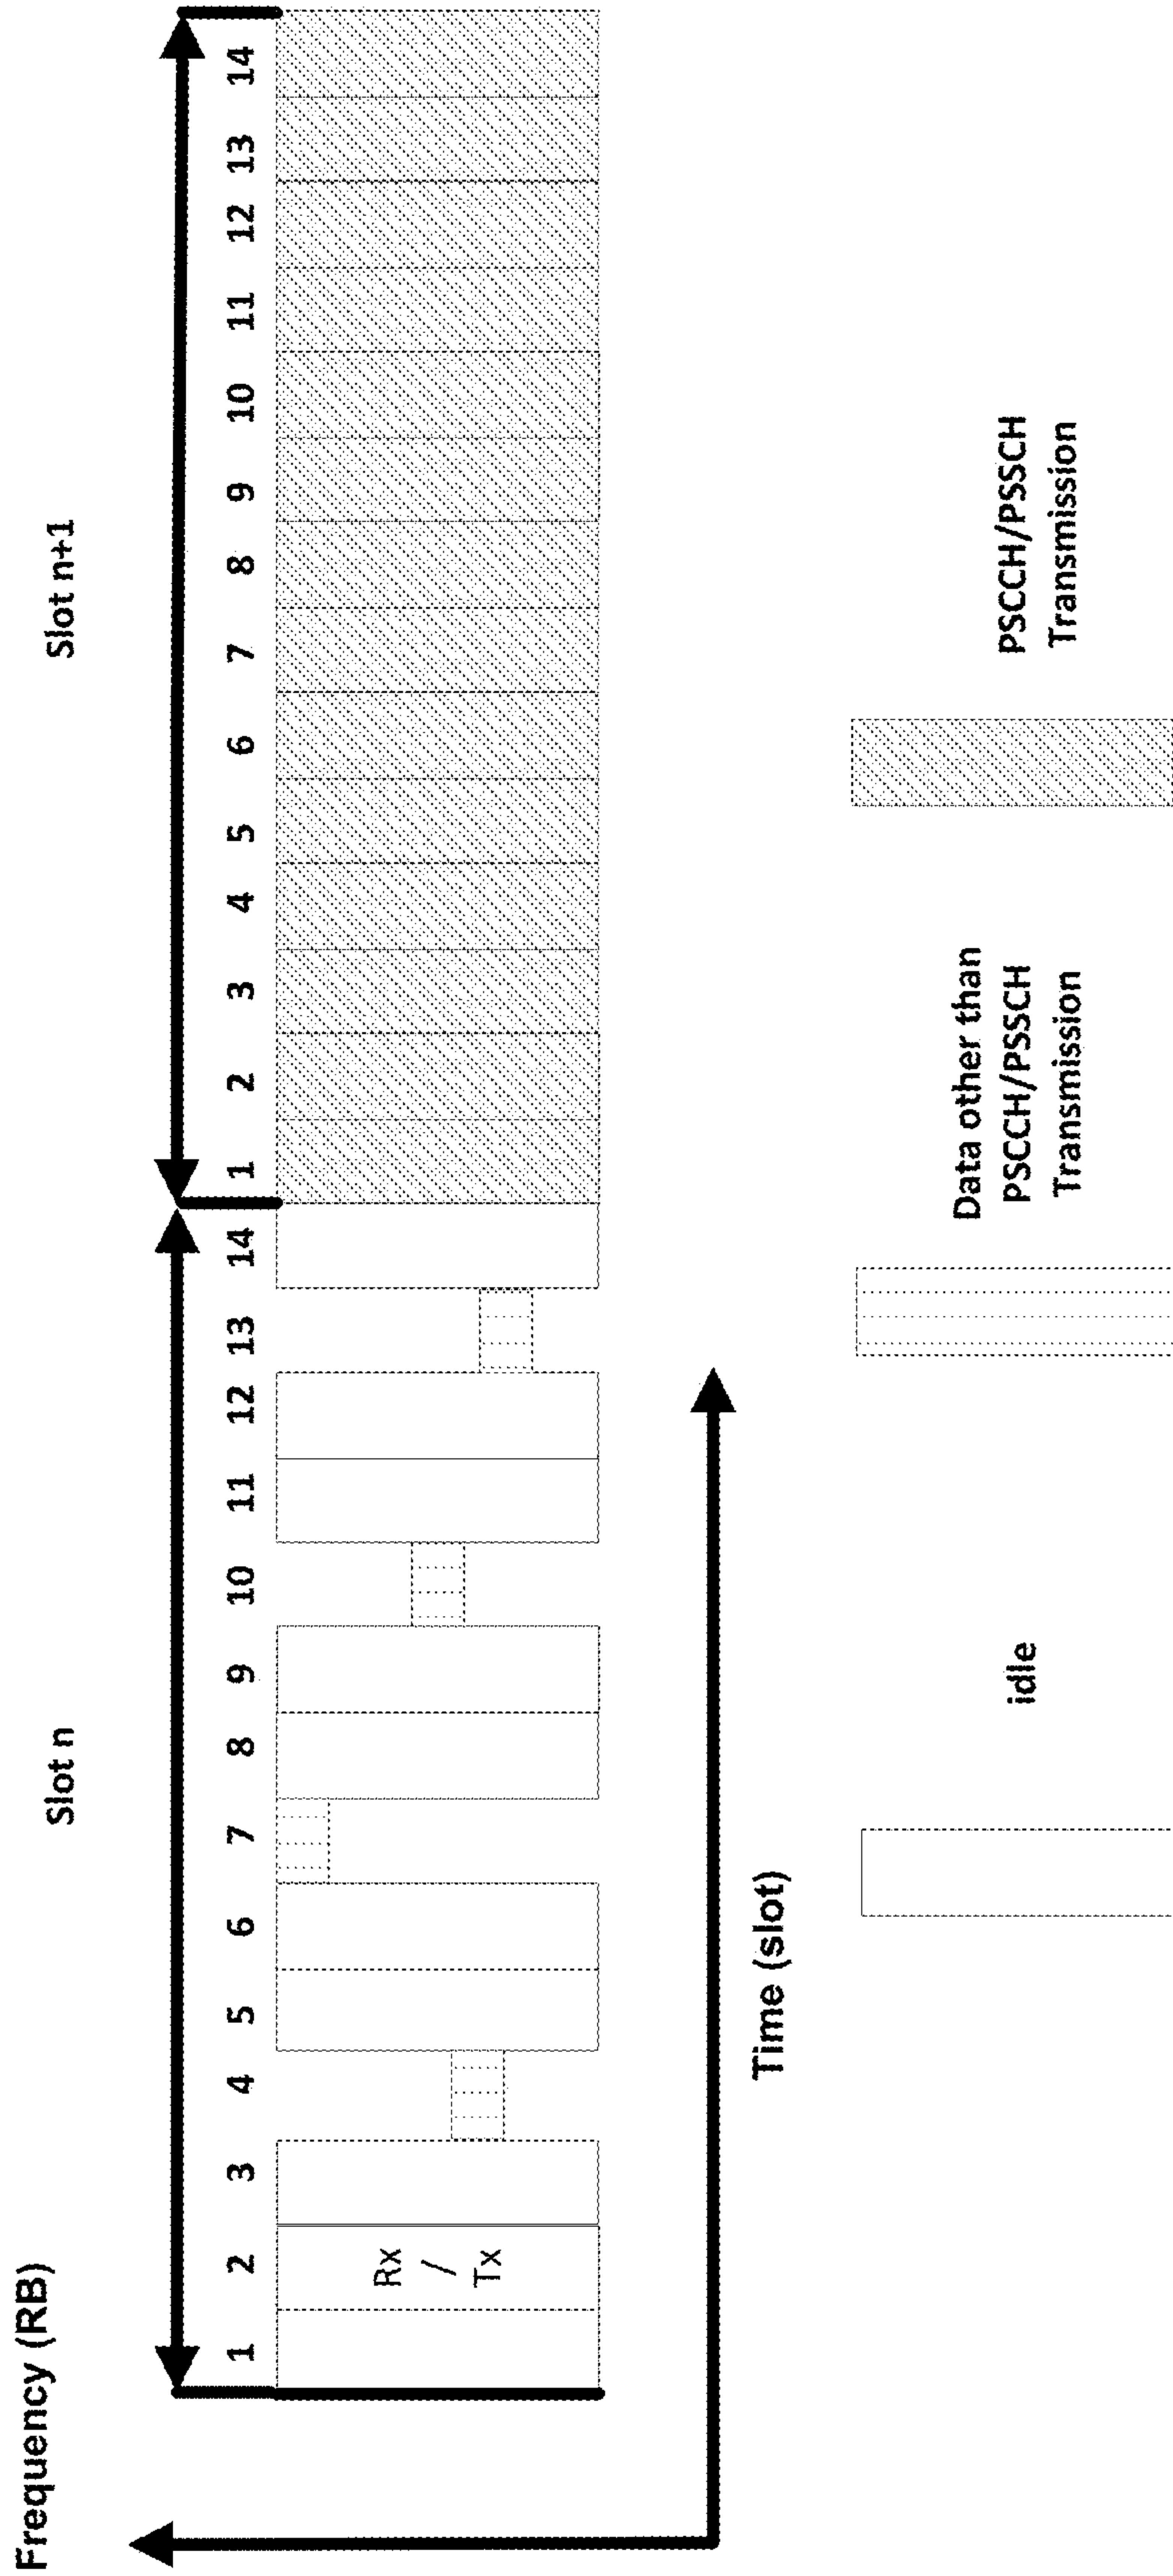 Frequency (RB)
Slot n
Slot n+1
1 2 3 4 5 6 7 8 9 10 11 12 13 14 1 2 3 4 5 6 7 8 9 10 11 12 13 14
Rx
/
Tx
Time (slot)
idle
Data other than
PSCCH/PSSCH
Transmission
PSCCH/PSSCH
Transmission